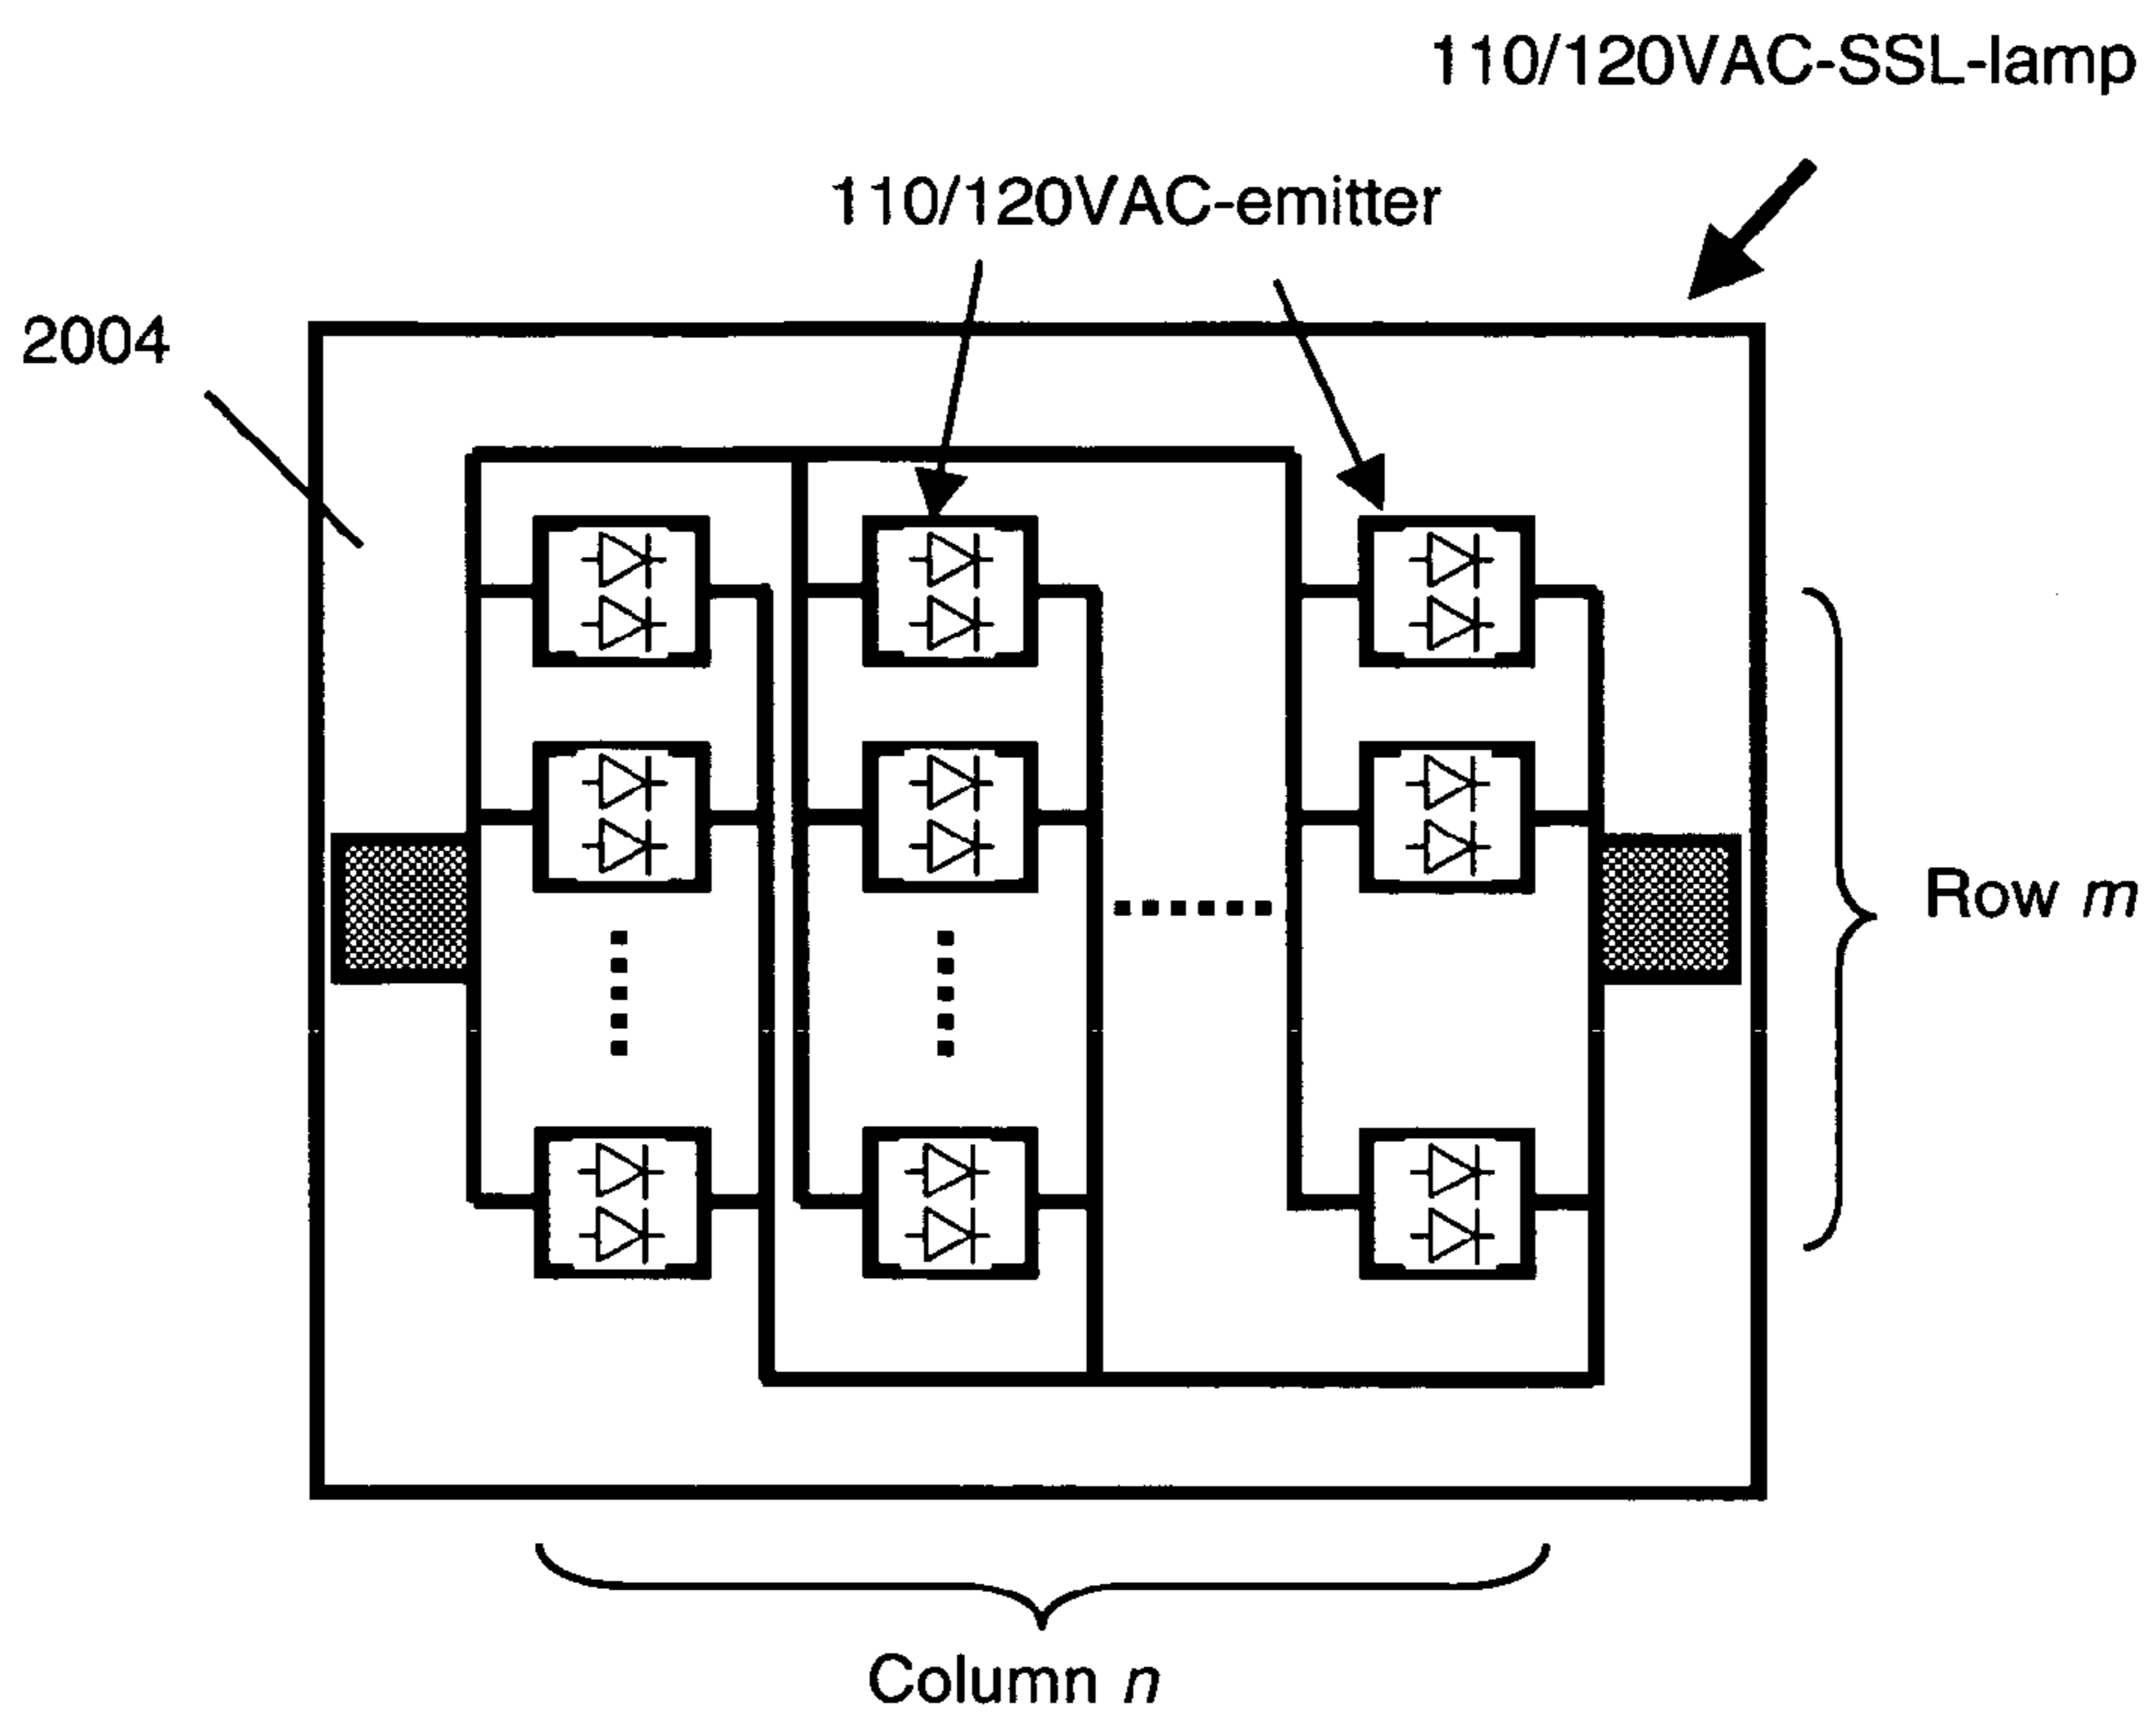 110/120VAC-SSL-lamp
110/120VAC-emitter
2004
Row m
Column n